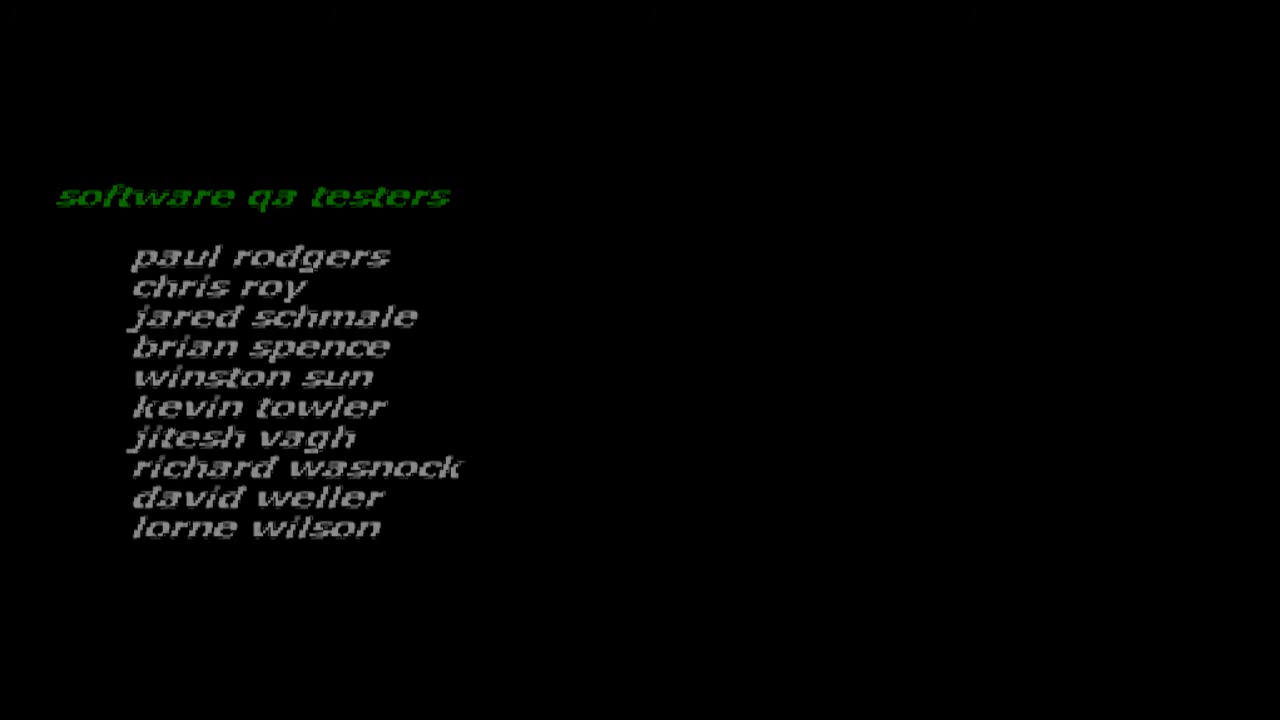 software qa testers
paul rodgers
chris roy
jared schmale
brian spence
winston sun
kevin towler
jitesh vagh
richard wasnock
david weller
lorne wilson